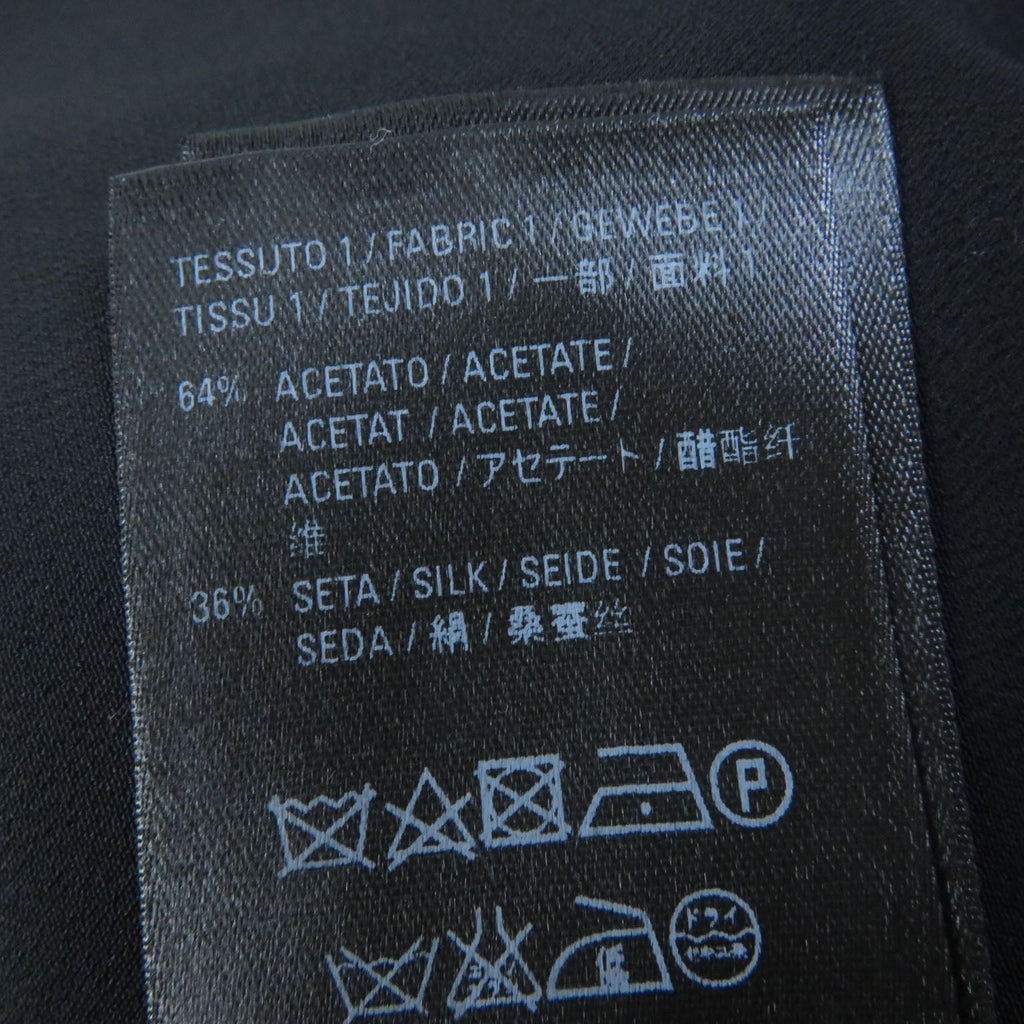 TESSUTO 1 / FABRIC 1 / GEWEBE 1 /
TISSU 1 / TEJIDO 1 / 一部 / 面料 1
64% ACETATO / ACETATE /
ACETAT / ACETATE /
ACETATO / アセテート / 醋酯纤
维
36% SETA / SILK / SEIDE / SOIE /
SEDA / 絹 / 桑蚕丝
P
ドライ
低